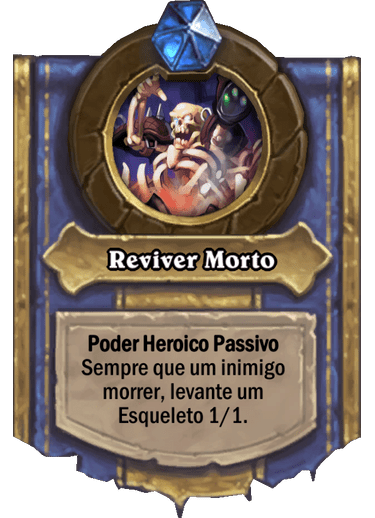 Reviver Morto
Poder Heroico Passivo
Sempre que um inimigo
morrer, levante um
Esqueleto 1/1.